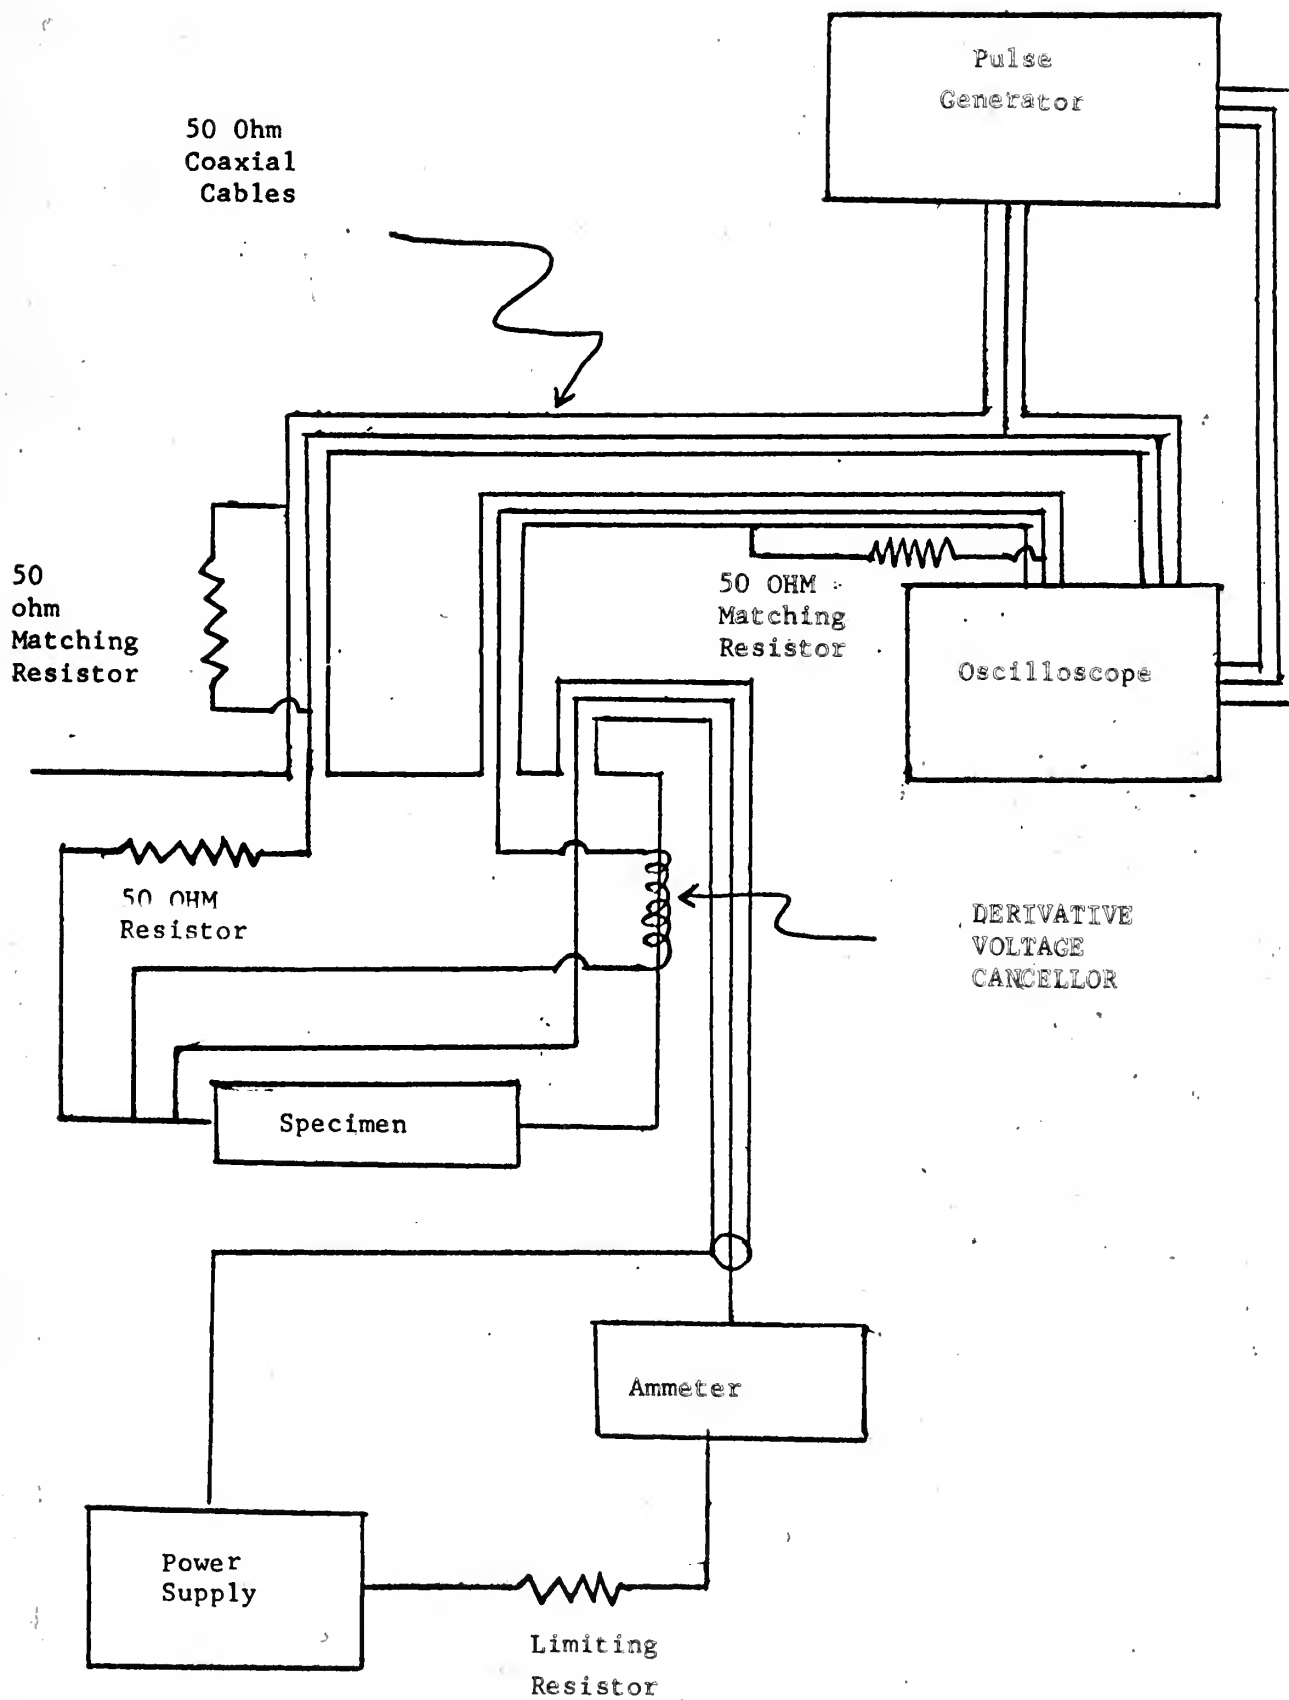 Pulse
Generator
50 Ohm
Coaxial
Cables
50
ohm
Matching
Resistor
50 OHM
Matching
Resistor
Oscilloscope
50 OHM
Resistor
DERIVATIVE
VOLTAGE
CANCELLOR
Specimen
Ammeter
Power
Supply
Limiting
Resistor